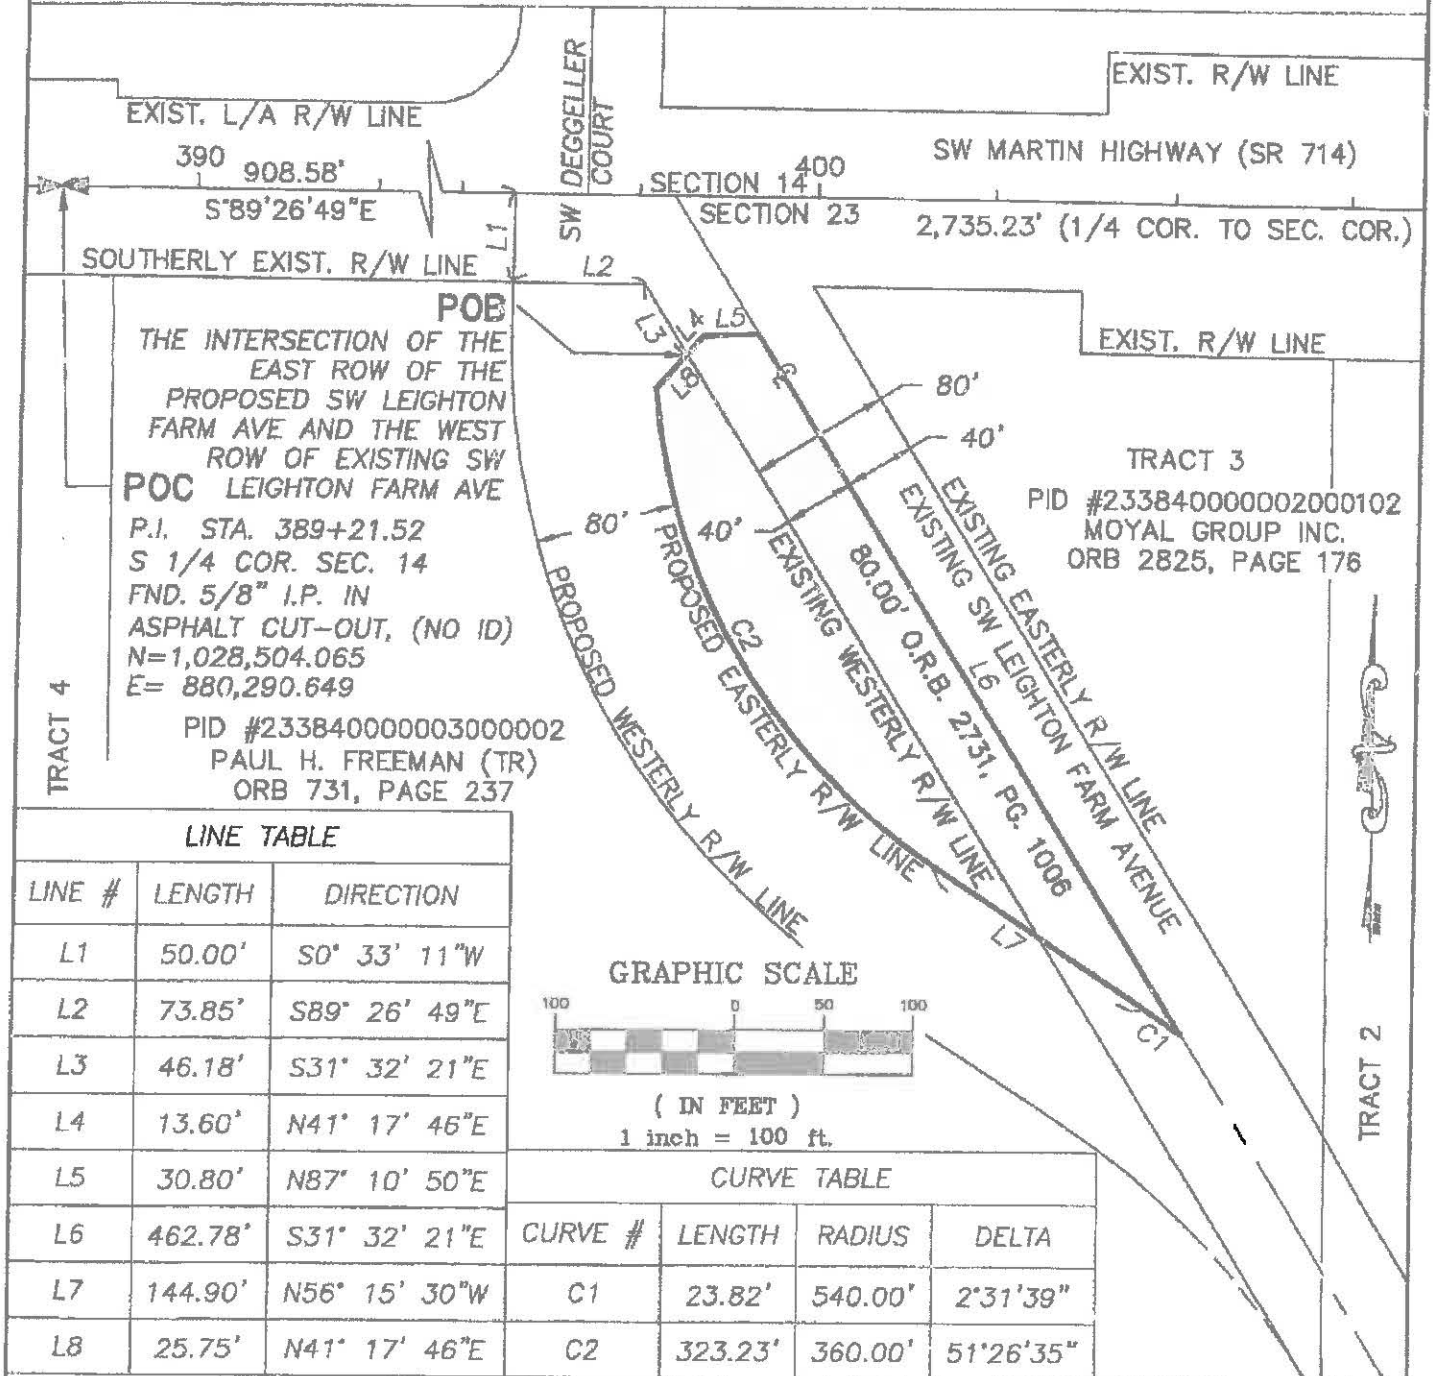 EXIST. R/W LINE
EXIST. L/A R/W LINE
SW DEGGELLER
COURT
SW MARTIN HIGHWAY (SR 714)
390
908.58'
S°89'26'49"E
400
SECTION 14
SECTION 23
2,735.23' (1/4 COR. TO SEC. COR.)
L1
SOUTHERLY EXIST. R/W LINE
L2
POB
THE INTERSECTION OF THE
EAST ROW OF THE
PROPOSED SW LEIGHTON
FARM AVE AND THE WEST
ROW OF EXISTING SW
LEIGHTON FARM AVE
L3
L4
L5
L8
EXIST. R/W LINE
80'
40'
TRACT 3
PID #233840000002000102
MOYAL GROUP INC.
ORB 2825, PAGE 176
POC
P.I. STA. 389+21.52
S 1/4 COR. SEC. 14
FND. 5/8" I.P. IN
ASPHALT CUT-OUT, (NO ID)
N=1,028,504.065
E= 880,290.649
80'
40'
PROPOSED WESTERLY R/W LINE
PROPOSED EASTERLY R/W LINE
C2
EXISTING WESTERLY R/W LINE
80.00' O.R.B. 2731, PG. 1006
L6
EXISTING SW LEIGHTON FARM AVENUE
EXISTING EASTERLY R/W LINE
TRACT 4
PID #233840000003000002
PAUL H. FREEMAN (TR)
ORB 731, PAGE 237
L7
C1
TRACT 2
LINE TABLE
LINE # LENGTH DIRECTION
L1 50.00' S0° 33' 11"W
L2 73.85' S89° 26' 49"E
L3 46.18' S31° 32' 21"E
L4 13.60' N41° 17' 46"E
L5 30.80' N87° 10' 50"E
L6 462.78' S31° 32' 21"E
L7 144.90' N56° 15' 30"W
L8 25.75' N41° 17' 46"E
GRAPHIC SCALE
100 0 50 100
( IN FEET )
1 inch = 100 ft.
CURVE TABLE
CURVE # LENGTH RADIUS DELTA
C1 23.82' 540.00' 2°31'39"
C2 323.23' 360.00' 51°26'35"